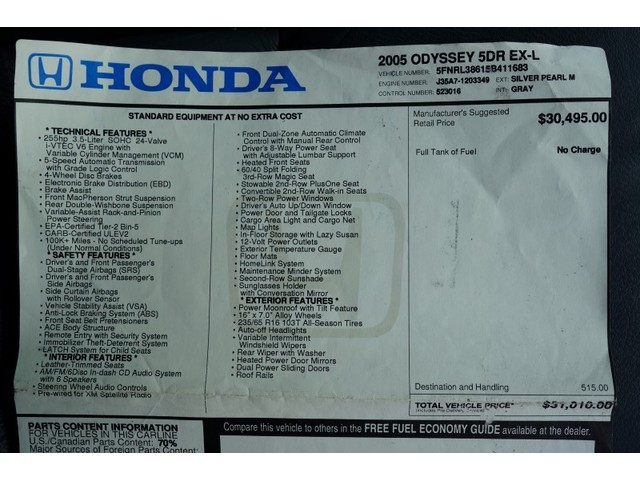 HONDA
2005 ODYSSEY 5DR EX-L
VEHICLE NUMBER: 5FNRL38615B411683
ENGINE NUMBER: J35A7-1203349 EXT: SILVER PEARL M
CONTROL NUMBER: 523016 INT: GRAY
STANDARD EQUIPMENT AT NO EXTRA COST
* TECHNICAL FEATURES *
• 255hp 3.5-Liter SOHC 24-Valve
i-VTEC V6 Engine with
Variable Cylinder Management (VCM)
• 5-Speed Automatic Transmission
with Grade Logic Control
• 4-Wheel Disc Brakes
• Electronic Brake Distribution (EBD)
• Brake Assist
• Front MacPherson Strut Suspension
• Rear Double-Wishbone Suspension
• Variable-Assist Rack-and-Pinion
Power Steering
• EPA-Certified Tier-2 Bin-5
• CARB-Certified ULEV2
• 100K+ Miles - No Scheduled Tune-ups
(Under Normal Conditions)
* SAFETY FEATURES *
• Driver's and Front Passenger's
Dual-Stage Airbags (SRS)
• Driver's and Front Passenger's
Side Airbags
• Side Curtain Airbags
with Rollover Sensor
• Vehicle Stability Assist (VSA)
• Anti-Lock Braking System (ABS)
• Front Seat Belt Pretensioners
• ACE Body Structure
• Remote Entry with Security System
• Immobilizer Theft-Deterrent System
• LATCH System for Child Seats
* INTERIOR FEATURES *
• Leather-Trimmed Seats
• AM/FM/6Disc In-dash CD Audio System
with 6 Speakers
• Steering Wheel Audio Controls
• Pre-wired for XM Satellite Radio
• Front Dual-Zone Automatic Climate
Control with Manual Rear Control
• Driver's 8-Way Power Seat
with Adjustable Lumbar Support
• Heated Front Seats
• 60/40 Split Folding
3rd-Row Magic Seat
• Stowable 2nd-Row PlusOne Seat
• Convertible 2nd-Row Walk-in Seats
• Two-Row Power Windows
• Driver's Auto Up/Down Window
• Power Door and Tailgate Locks
• Cargo Area Light and Cargo Net
• Map Lights
• In-Floor Storage with Lazy Susan
• 12-Volt Power Outlets
• Exterior Temperature Gauge
• Floor Mats
• HomeLink System
• Maintenance Minder System
• Second-Row Sunshade
• Sunglasses Holder
with Conversation Mirror
* EXTERIOR FEATURES *
• Power Moonroof with Tilt Feature
• 16" x 7.0" Alloy Wheels
• 235/65 R16 103T All-Season Tires
• Auto-off Headlights
• Variable Intermittent
Windshield Wipers
• Rear Wiper with Washer
• Heated Power Door Mirrors
• Dual Power Sliding Doors
• Roof Rails
Manufacturer's Suggested
Retail Price $30,495.00
Full Tank of Fuel No Charge
Destination and Handling 515.00
TOTAL VEHICLE PRICE* $31,010.00
PARTS CONTENT INFORMATION
FOR VEHICLES IN THIS CARLINE
U.S./Canadian Parts Content: 70%
Major Sources of Foreign Parts Content:
Compare this vehicle to others in the FREE FUEL ECONOMY GUIDE available at the dealer.